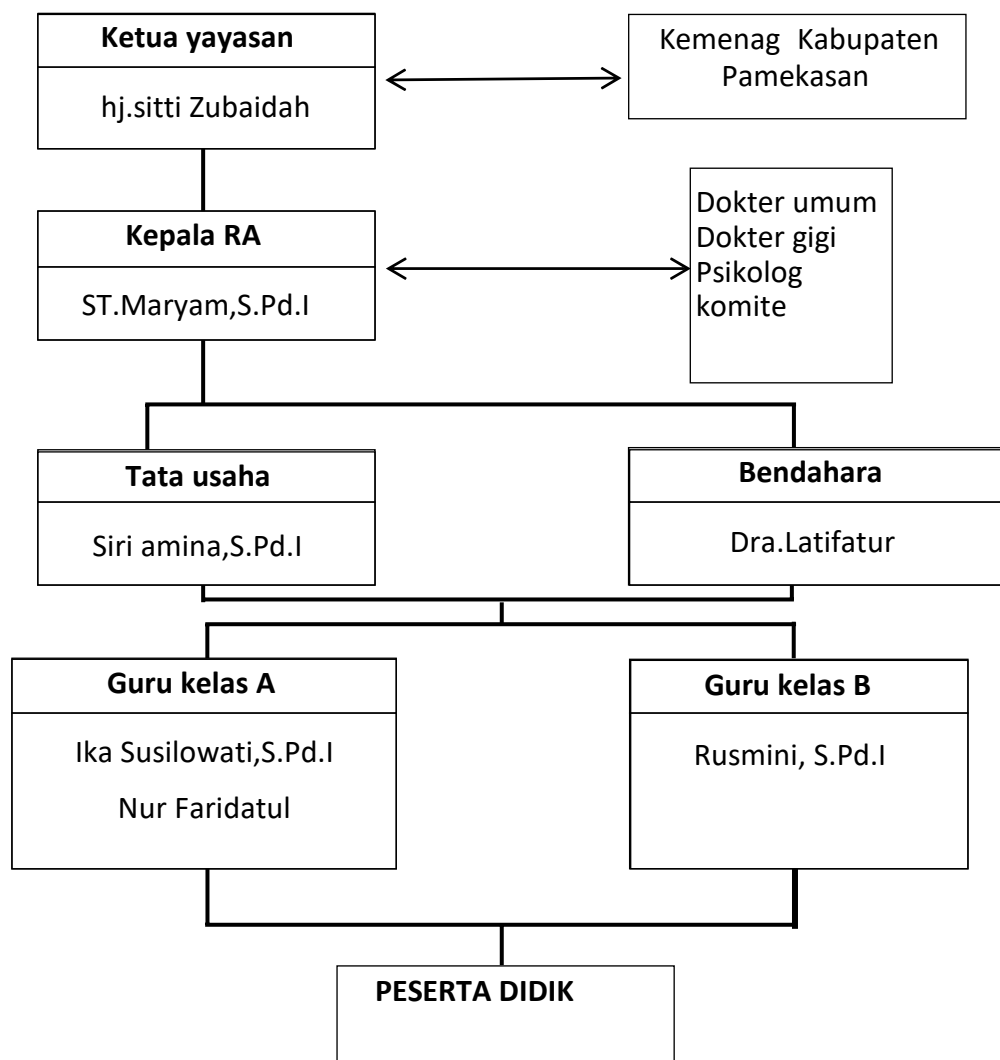 Ketua yayasan
hj.sitti Zubaidah
Kemenag Kabupaten
Pamekasan
Kepala RA
ST.Maryam,S.Pd.I
Dokter umum
Dokter gigi
Psikolog
komite
Tata usaha
Siri amina,S.Pd.I
Bendahara
Dra.Latifatur
Guru kelas A
Ika Susilowati,S.Pd.I
Nur Faridatul
Guru kelas B
Rusmini, S.Pd.I
PESERTA DIDIK